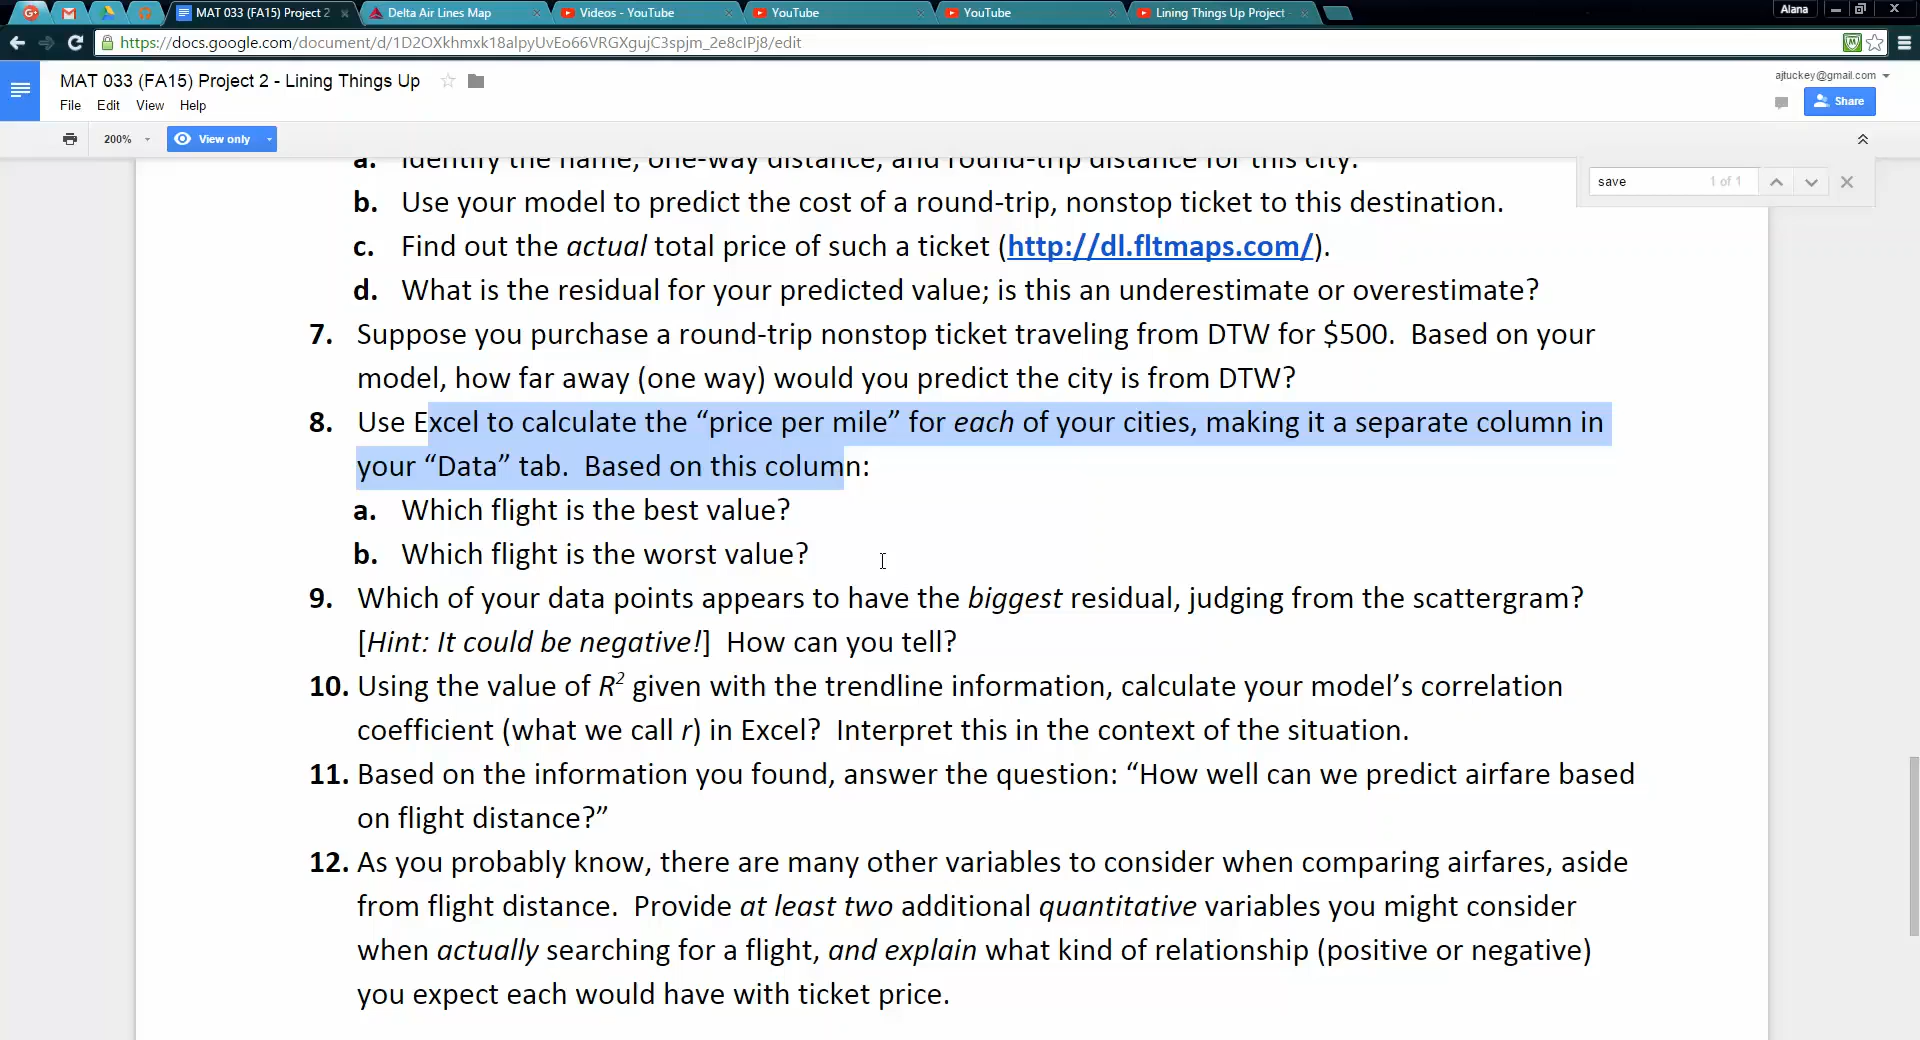 MAT 033 (FA15) Project 2
Delta Air Lines Map
Videos - YouTube
YouTube
YouTube
Lining Things Up Project
Alana
https://docs.google.com/document/d/1D2OXkhmxk18alpyUvEo66VRGXgujC3spjm_2e8cIPj8/edit
MAT 033 (FA15) Project 2 - Lining Things Up
ajtuckey@gmail.com
File Edit View Help
Share
200%
View only
save 1 of 1
a. Identify the name, one-way distance, and round-trip distance for this city.
b. Use your model to predict the cost of a round-trip, nonstop ticket to this destination.
c. Find out the actual total price of such a ticket (http://dl.fltmaps.com/).
d. What is the residual for your predicted value; is this an underestimate or overestimate?
7. Suppose you purchase a round-trip nonstop ticket traveling from DTW for $500. Based on your
model, how far away (one way) would you predict the city is from DTW?
8. Use Excel to calculate the “price per mile” for each of your cities, making it a separate column in
your “Data” tab. Based on this column:
a. Which flight is the best value?
b. Which flight is the worst value?
9. Which of your data points appears to have the biggest residual, judging from the scattergram?
[Hint: It could be negative!] How can you tell?
10. Using the value of R² given with the trendline information, calculate your model’s correlation
coefficient (what we call r) in Excel? Interpret this in the context of the situation.
11. Based on the information you found, answer the question: “How well can we predict airfare based
on flight distance?”
12. As you probably know, there are many other variables to consider when comparing airfares, aside
from flight distance. Provide at least two additional quantitative variables you might consider
when actually searching for a flight, and explain what kind of relationship (positive or negative)
you expect each would have with ticket price.